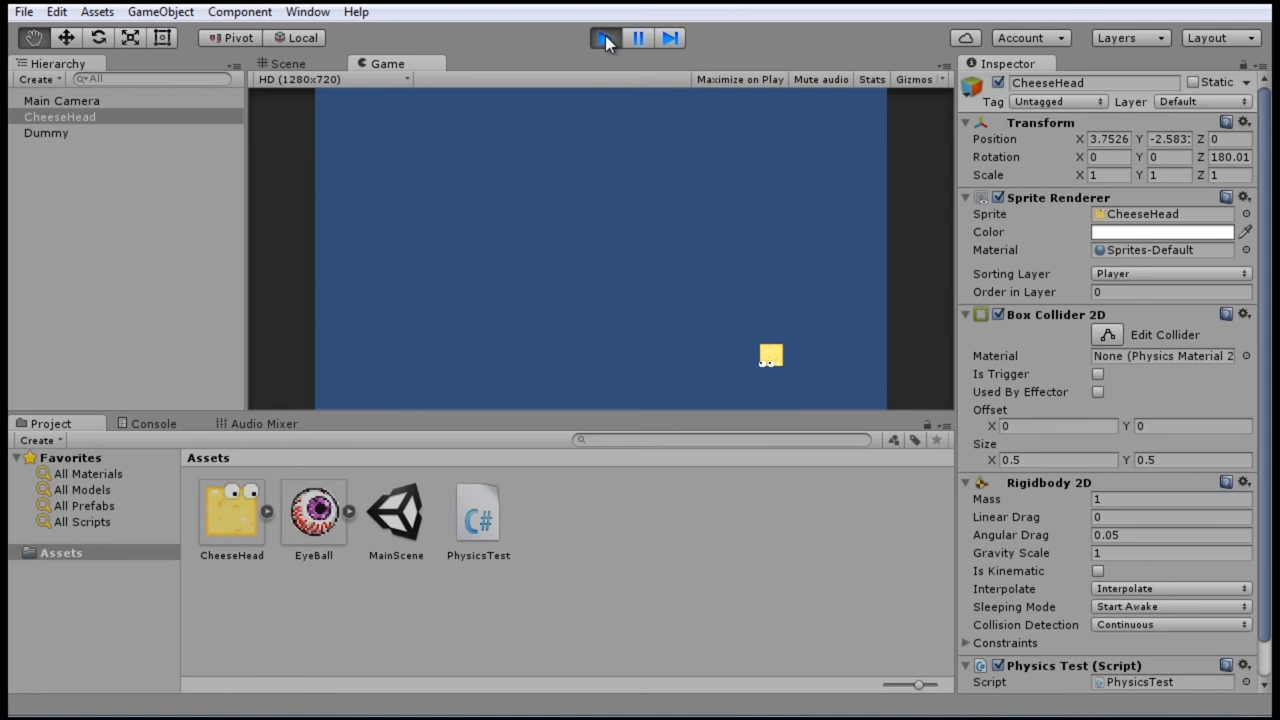 File Edit Assets GameObject Component Window Help
Pivot Local Account Layers Layout
Hierarchy Scene Game Inspector
Create All HD (1280x720) Maximize on Play Mute audio Stats Gizmos CheeseHead Static
Main Camera Tag Untagged Layer Default
CheeseHead Transform
Dummy Position X 3.7526 Y -2.583: Z 0
Rotation X 0 Y 0 Z 180.01
Scale X 1 Y 1 Z 1
Sprite Renderer
Sprite CheeseHead
Color
Material Sprites-Default
Sorting Layer Player
Order in Layer 0
Box Collider 2D
Edit Collider
Material None (Physics Material 2
Is Trigger
Used By Effector
Offset
X 0 Y 0
Size
X 0.5 Y 0.5
Rigidbody 2D
Mass 1
Linear Drag 0
Angular Drag 0.05
Gravity Scale 1
Is Kinematic
Interpolate Interpolate
Sleeping Mode Start Awake
Collision Detection Continuous
Constraints
Physics Test (Script)
Script PhysicsTest
Project Console Audio Mixer
Create
Favorites Assets
All Materials
All Models
All Prefabs
All Scripts
Assets
C#
CheeseHead EyeBall MainScene PhysicsTest